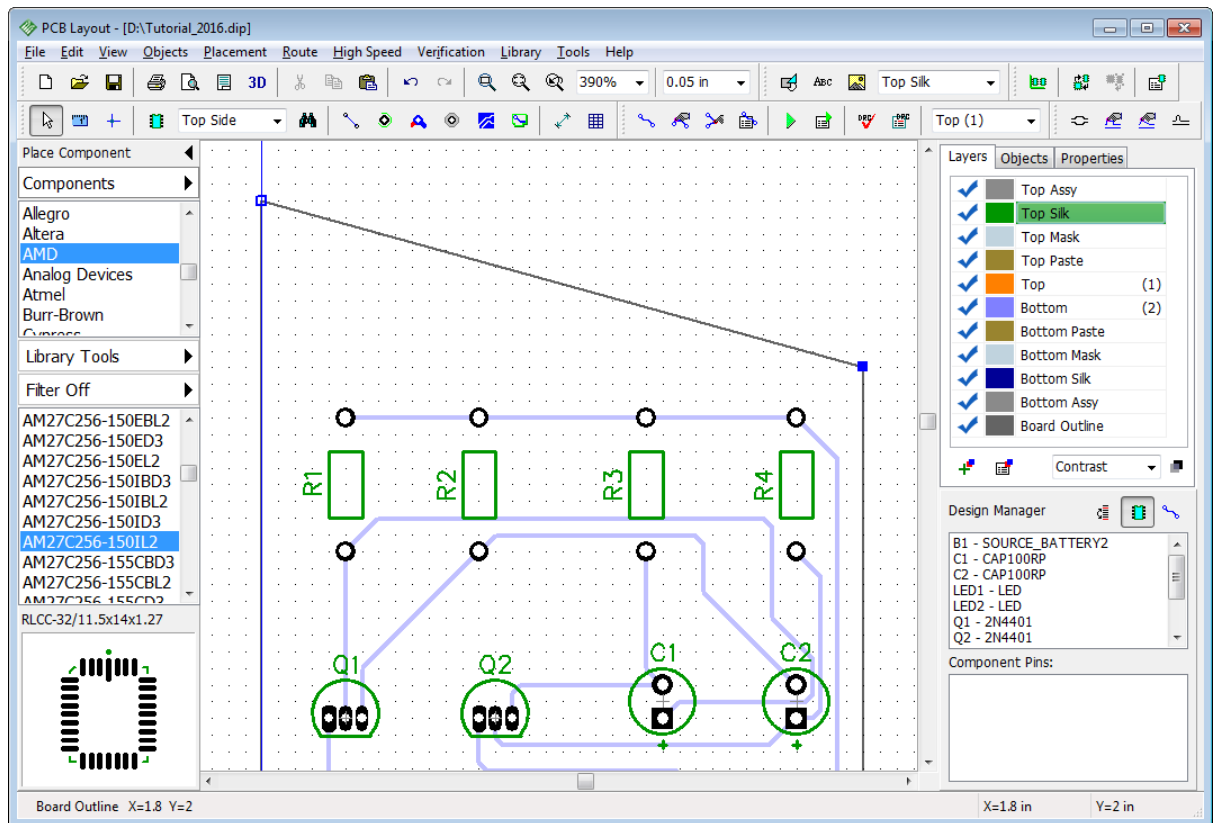 PCB Layout - [D:\Tutorial_2016.dip]
File Edit View Objects Placement Route High Speed Verification Library Tools Help
3D 390% 0.05 in ABC Top Silk
Top Side DRC DRC Top (1)
Place Component
Components
Allegro
Altera
AMD
Analog Devices
Atmel
Burr-Brown
Cypress
Library Tools
Filter Off
AM27C256-150EBL2
AM27C256-150ED3
AM27C256-150EL2
AM27C256-150IBD3
AM27C256-150IBL2
AM27C256-150ID3
AM27C256-150IL2
AM27C256-155CBD3
AM27C256-155CBL2
AM27C256-155CD3
RLCC-32/11.5x14x1.27
R1
R2
R3
R4
Q1
Q2
C1
C2
+
+
Layers Objects Properties
Top Assy
Top Silk
Top Mask
Top Paste
Top (1)
Bottom (2)
Bottom Paste
Bottom Mask
Bottom Silk
Bottom Assy
Board Outline
Contrast
Design Manager
B1 - SOURCE_BATTERY2
C1 - CAP100RP
C2 - CAP100RP
LED1 - LED
LED2 - LED
Q1 - 2N4401
Q2 - 2N4401
Component Pins:
Board Outline X=1.8 Y=2
X=1.8 in Y=2 in